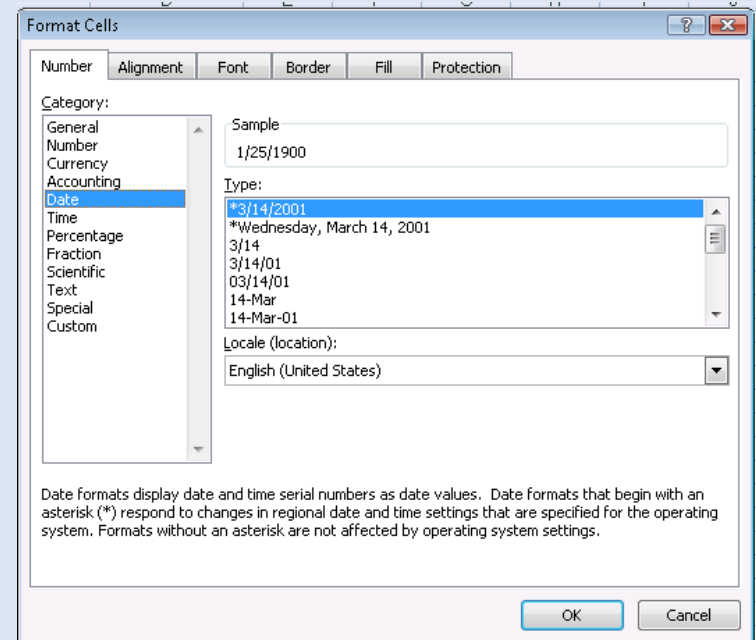 Format Cells
Number Alignment Font Border Fill Protection
Category:
General
Number
Currency
Accounting
Date
Time
Percentage
Fraction
Scientific
Text
Special
Custom
Sample
1/25/1900
Type:
*3/14/2001
*Wednesday, March 14, 2001
3/14
3/14/01
03/14/01
14-Mar
14-Mar-01
Locale (location):
English (United States)
Date formats display date and time serial numbers as date values.  Date formats that begin with an
asterisk (*) respond to changes in regional date and time settings that are specified for the operating
system. Formats without an asterisk are not affected by operating system settings.
OK Cancel